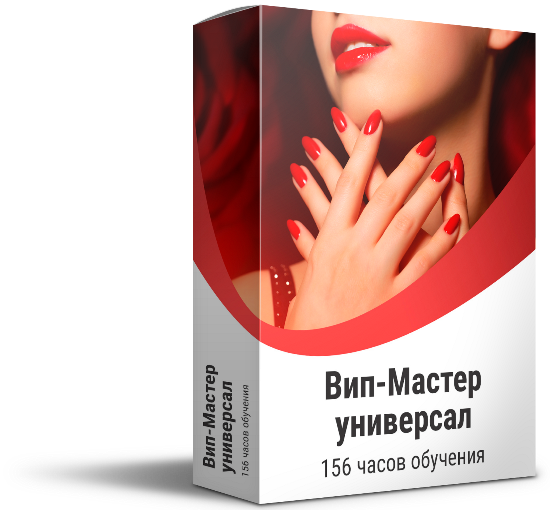 Вип-Мастер
универсал
156 часов обучения
Вип-Мастер
универсал
156 часов обучения